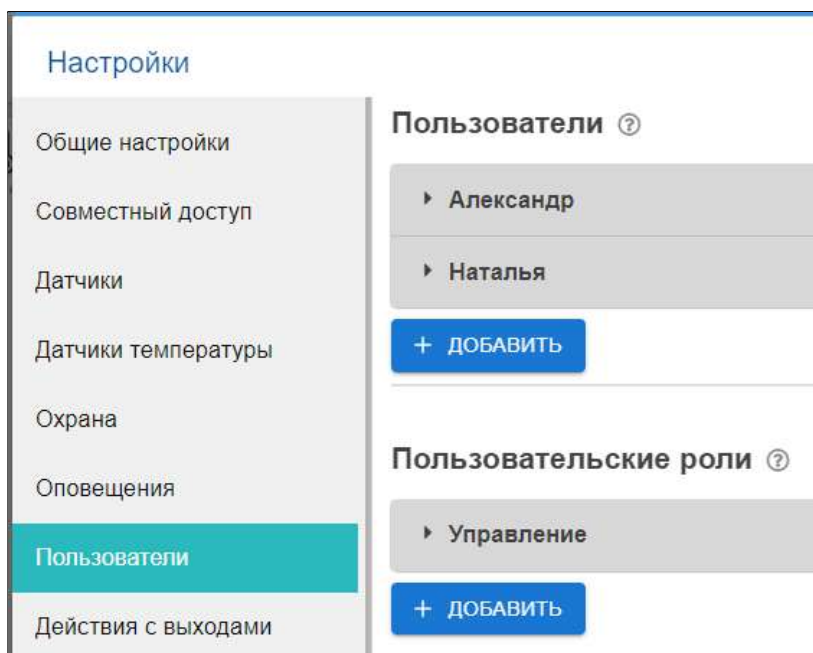 Настройки
Общие настройки
Совместный доступ
Датчики
Датчики температуры
Охрана
Оповещения
Пользователи
Действия с выходами
Пользователи ?
Александр
Наталья
+ ДОБАВИТЬ
Пользовательские роли ?
Управление
+ ДОБАВИТЬ